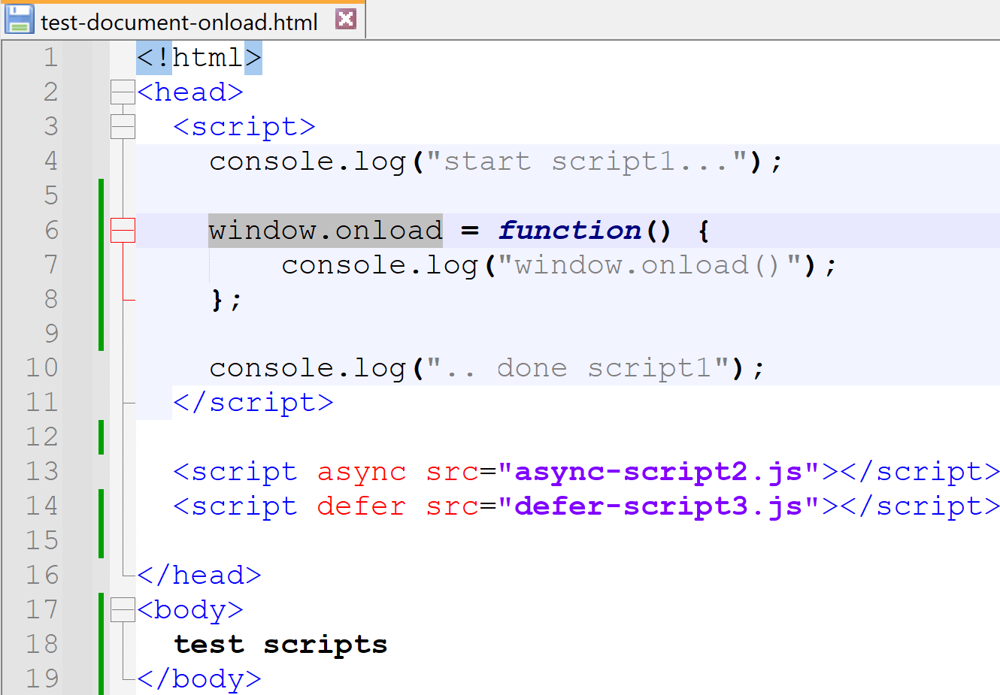 test-document-onload.html
1 <!html>
2 <head>
3 <script>
4 console.log("start script1...");
5
6 window.onload = function() {
7 console.log("window.onload()");
8 };
9
10 console.log(".. done script1");
11 </script>
12
13 <script async src="async-script2.js"></script>
14 <script defer src="defer-script3.js"></script>
15
16 </head>
17 <body>
18 test scripts
19 </body>